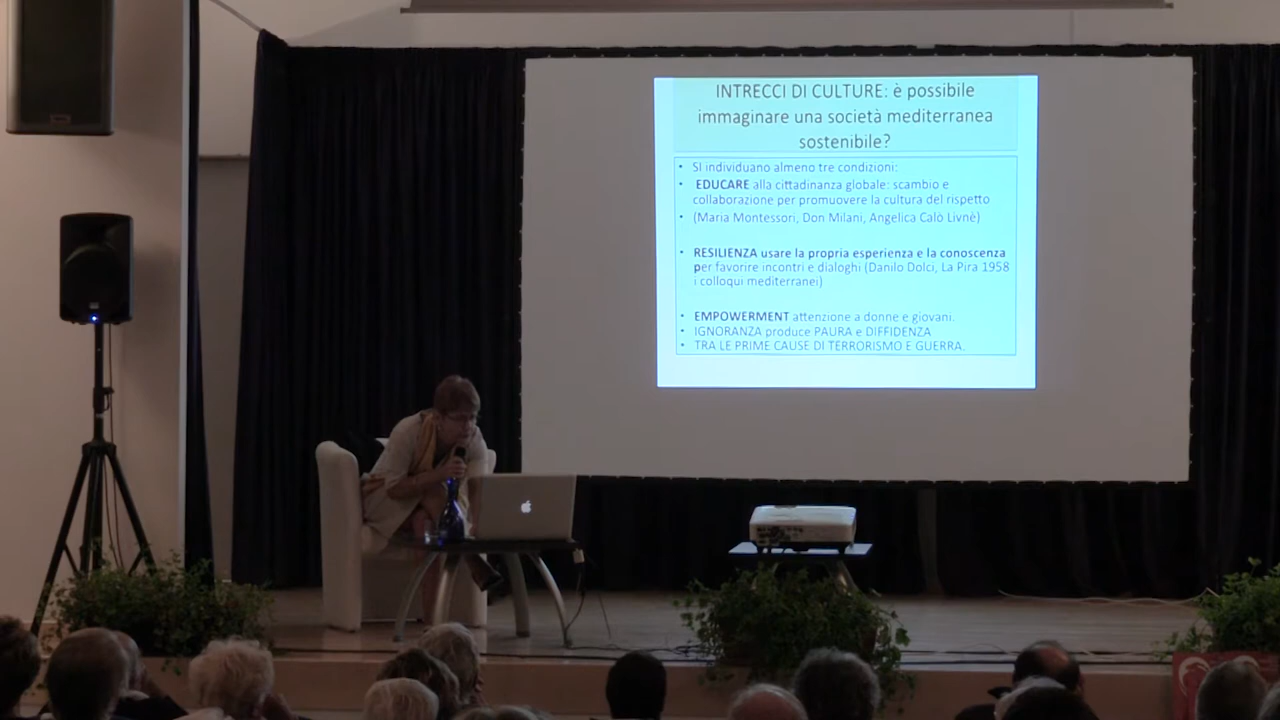 INTRECCI DI CULTURE: è possibile
immaginare una società mediterranea
sostenibile?
• SI individuano almeno tre condizioni:
• EDUCARE alla cittadinanza globale: scambio e
collaborazione per promuovere la cultura del rispetto
• (Maria Montessori, Don Milani, Angelica Calò Livnè)
• RESILIENZA usare la propria esperienza e la conoscenza
per favorire incontri e dialoghi (Danilo Dolci, La Pira 1958
i colloqui mediterranei)
• EMPOWERMENT attenzione a donne e giovani.
• IGNORANZA produce PAURA e DIFFIDENZA
• TRA LE PRIME CAUSE DI TERRORISMO E GUERRA.